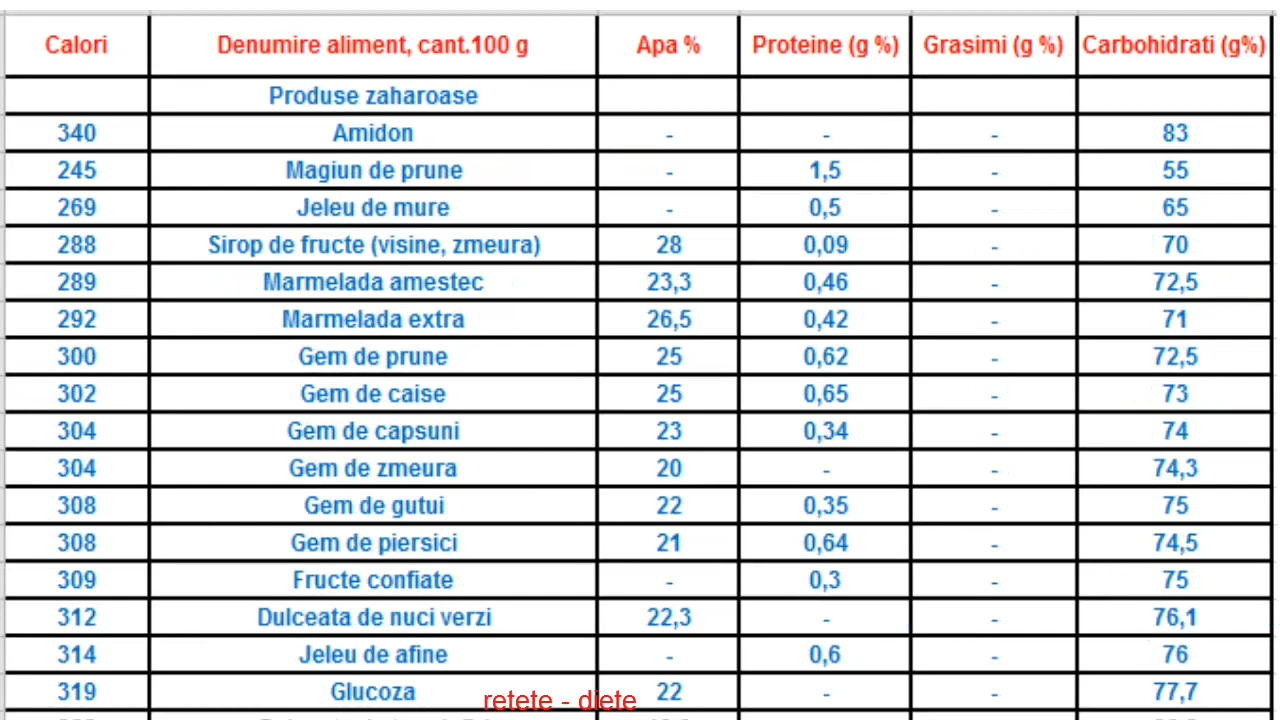 Calori Denumire aliment, cant.100 g Apa % Proteine (g %) Grasimi (g %) Carbohidrati (g%)
Produse zaharoase
340 Amidon - - - 83
245 Magiun de prune - 1,5 - 55
269 Jeleu de mure - 0,5 - 65
288 Sirop de fructe (visine, zmeura) 28 0,09 - 70
289 Marmelada amestec 23,3 0,46 - 72,5
292 Marmelada extra 26,5 0,42 - 71
300 Gem de prune 25 0,62 - 72,5
302 Gem de caise 25 0,65 - 73
304 Gem de capsuni 23 0,34 - 74
304 Gem de zmeura 20 - - 74,3
308 Gem de gutui 22 0,35 - 75
308 Gem de piersici 21 0,64 - 74,5
309 Fructe confiate - 0,3 - 75
312 Dulceata de nuci verzi 22,3 - - 76,1
314 Jeleu de afine - 0,6 - 76
319 Glucoza 22 - - 77,7
retete - diete